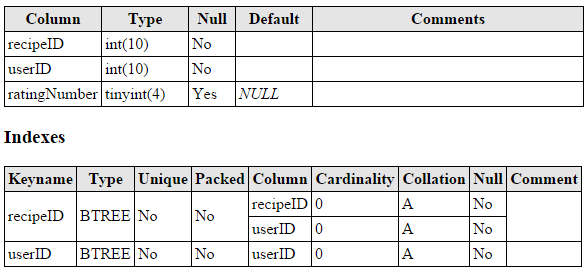 Column Type Null Default Comments
recipeID int(10) No
userID int(10) No
ratingNumber tinyint(4) Yes NULL
Indexes
Keyname Type Unique Packed Column Cardinality Collation Null Comment
recipeID BTREE No No recipeID 0 A No
userID 0 A No
userID BTREE No No userID 0 A No